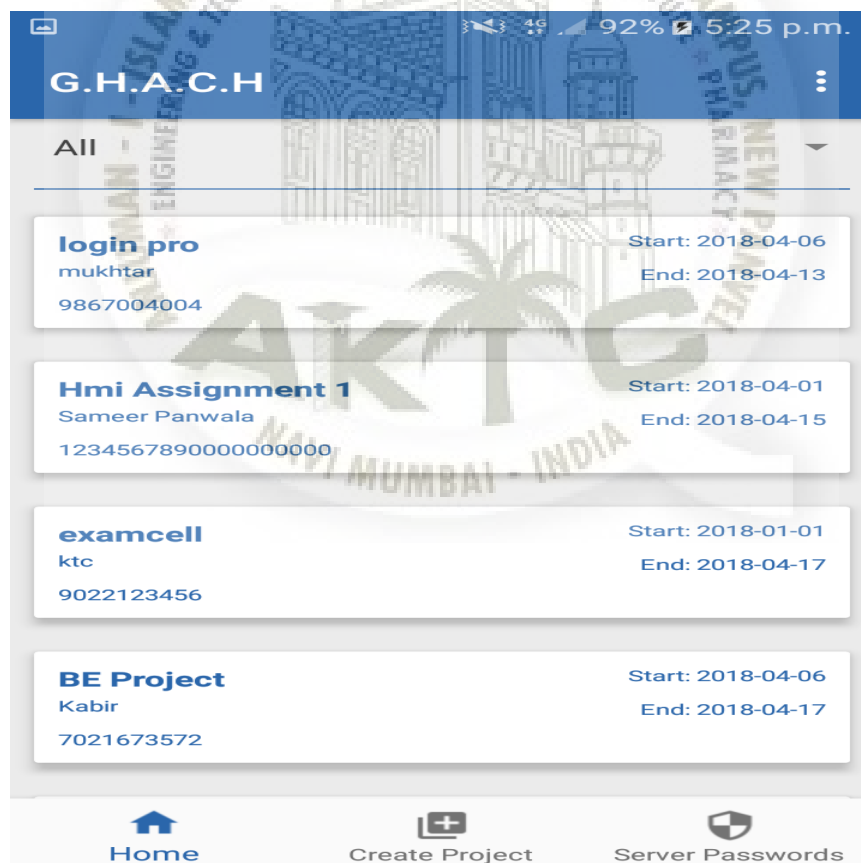 92% 5:25 p.m.
G.H.A.C.H
All
login pro
Start: 2018-04-06
mukhtar
End: 2018-04-13
9867004004
Hmi Assignment 1
Start: 2018-04-01
Sameer Panwala
End: 2018-04-15
1234567890000000000
examcell
Start: 2018-01-01
ktc
End: 2018-04-17
9022123456
BE Project
Start: 2018-04-06
Kabir
End: 2018-04-17
7021673572
Home
Create Project
Server Passwords
AKTC
NAVI MUMBAI - INDIA